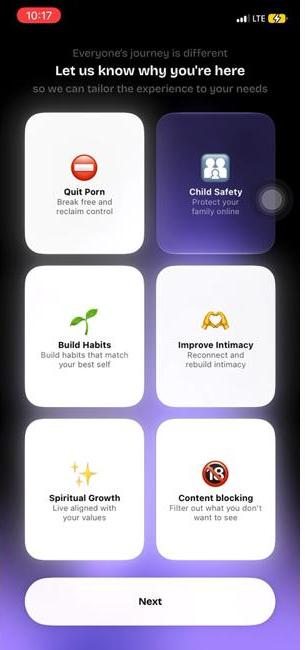 10:17
LTE
Everyone's journey is different
Let us know why you're here
so we can tailor the experience to your needs
Quit Porn
Break free and
reclaim control
Child Safety
Protect your
family online
Build Habits
Build habits that match
your best self
Improve Intimacy
Reconnect and
rebuild intimacy
Spiritual Growth
Live aligned with
your values
18
Content blocking
Filter out what you don't
want to see
Next